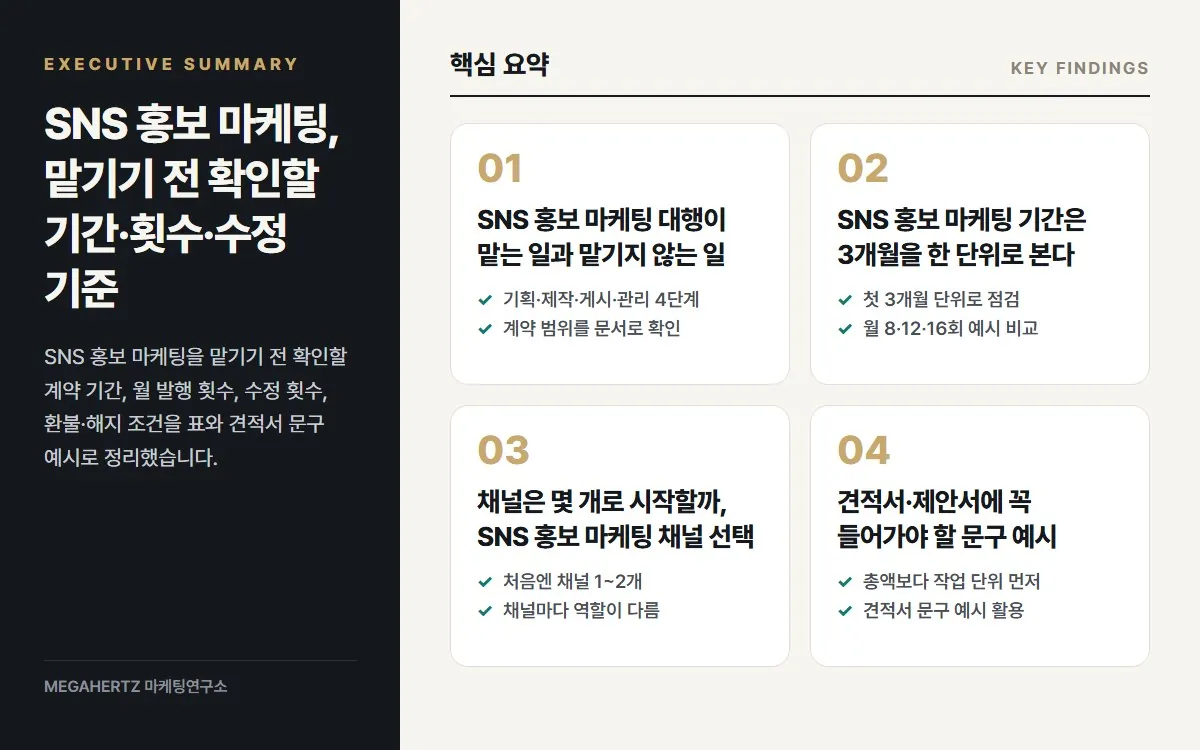 EXECUTIVE SUMMARY
SNS 홍보 마케팅,
맡기기 전 확인할
기간·횟수·수정
기준
SNS 홍보 마케팅을 맡기기 전 확인할
계약 기간, 월 발행 횟수, 수정 횟수,
환불·해지 조건을 표와 견적서 문구
예시로 정리했습니다.
MEGAHERTZ 마케팅연구소
핵심 요약
KEY FINDINGS
01
SNS 홍보 마케팅 대행이
맡는 일과 맡기지 않는 일
기획·제작·게시·관리 4단계
계약 범위를 문서로 확인
02
SNS 홍보 마케팅 기간은
3개월을 한 단위로 본다
첫 3개월 단위로 점검
월 8·12·16회 예시 비교
03
채널은 몇 개로 시작할까,
SNS 홍보 마케팅 채널 선택
처음엔 채널 1~2개
채널마다 역할이 다름
04
견적서·제안서에 꼭
들어가야 할 문구 예시
총액보다 작업 단위 먼저
견적서 문구 예시 활용